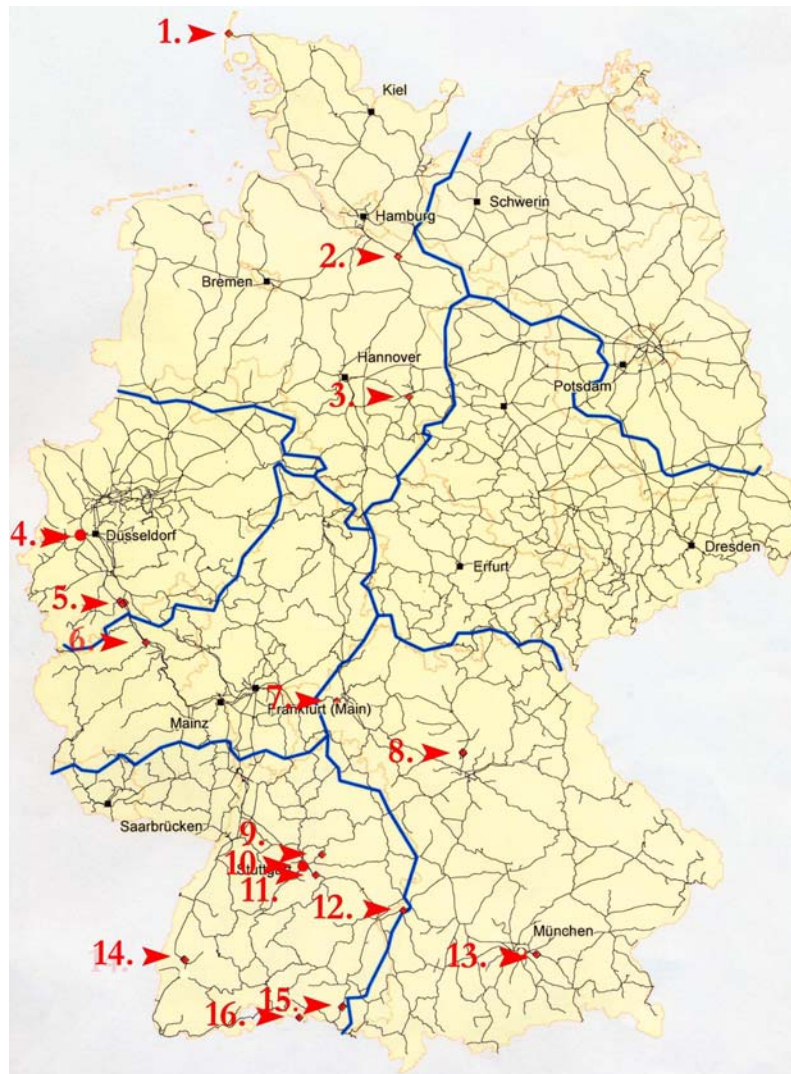 1.
Kiel
Schwerin
Hamburg
2.
Bremen
Hannover
Potsdam
3.
4.
Düsseldorf
Dresden
Erfurt
5.
6.
7.
Frankfurt (Main)
Mainz
8.
Saarbrücken
9.
10.
Stuttgart
11.
12.
München
13.
14.
15.
16.